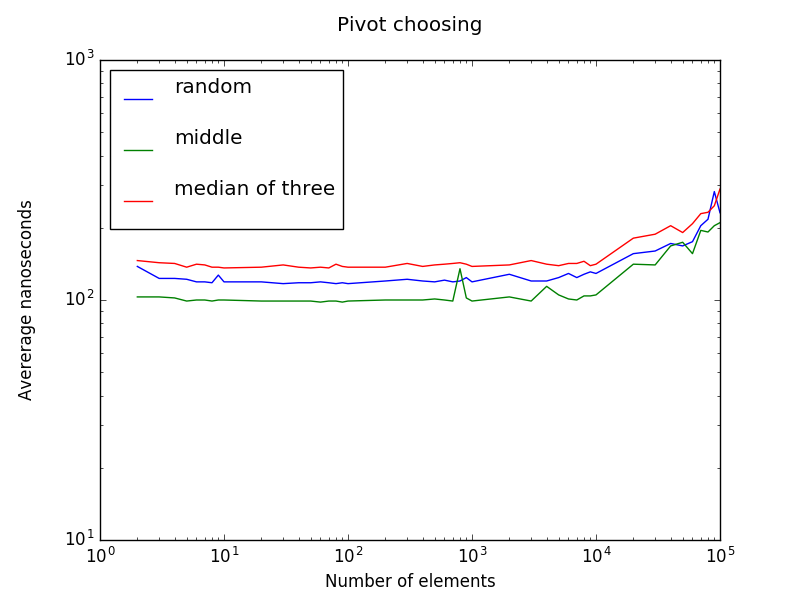 Pivot choosing
10^3
random
middle
median of three
Avererage nanoseconds
10^2
10^1
10^0 10^1 10^2 10^3 10^4 10^5
Number of elements